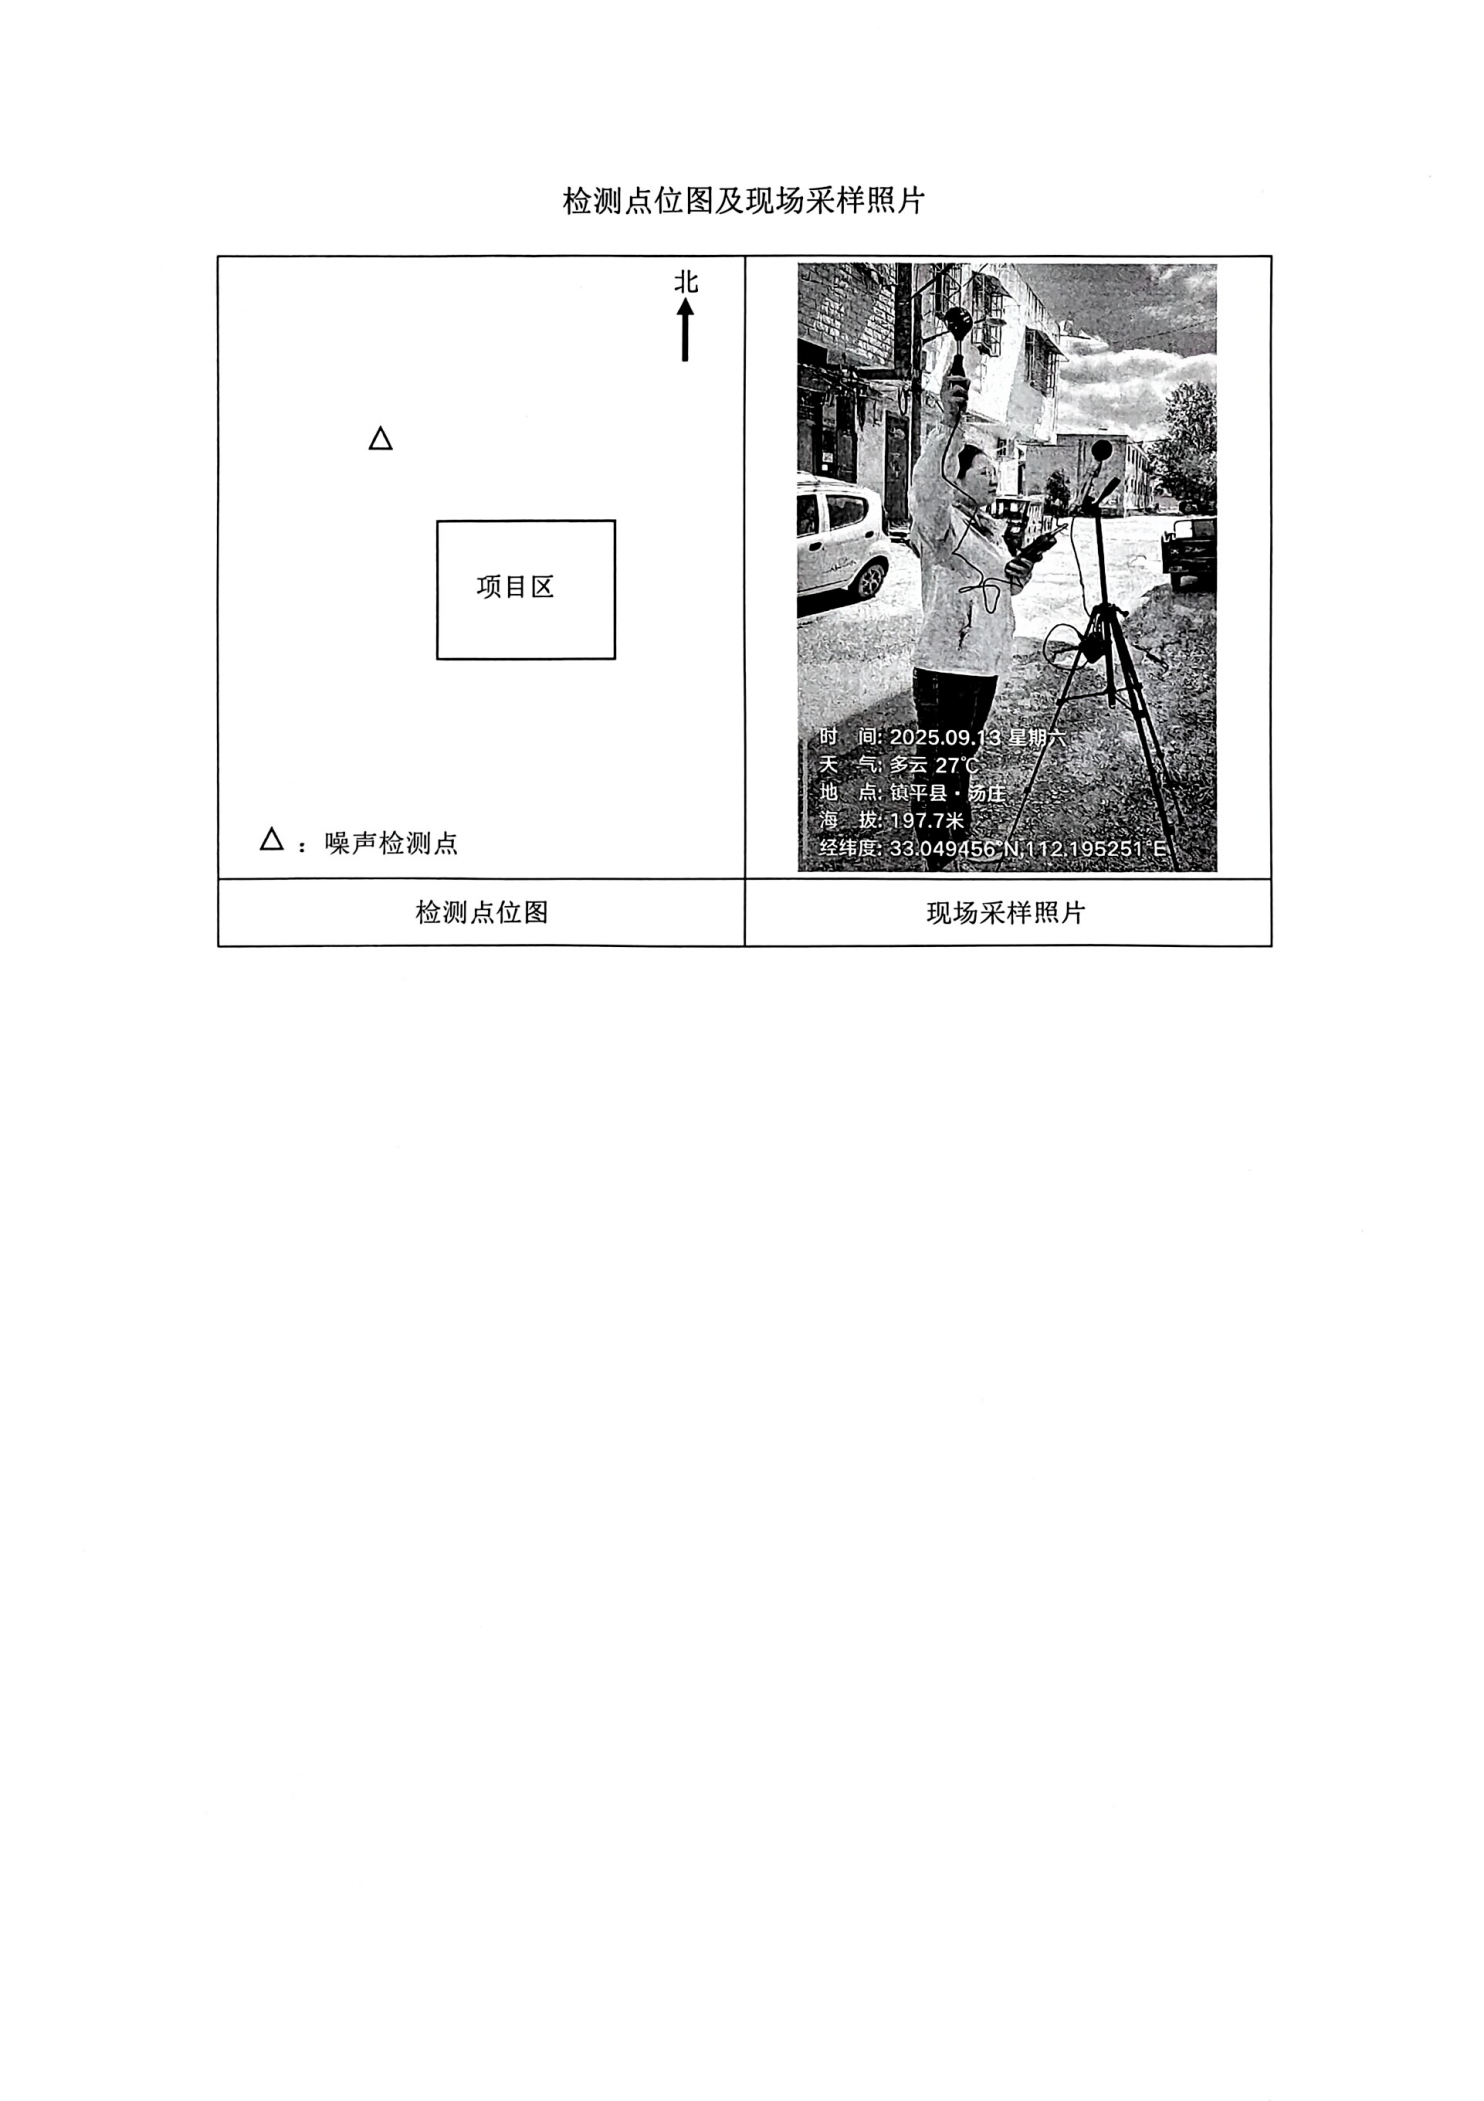 检测点位图及现场采样照片
北
△
项目区
△：噪声检测点
时 间: 2025.09.13 星期六
天 气: 多云 27℃
地 点: 镇平县·汤庄
海 拔: 197.7米
经纬度: 33.049456°N,112.195251°E
检测点位图
现场采样照片